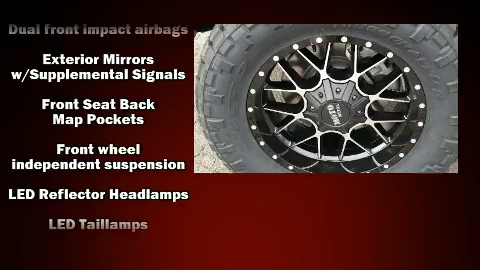 Dual front impact airbags
Exterior Mirrors
w/Supplemental Signals
Front Seat Back
Map Pockets
Front wheel
independent suspension
LED Reflector Headlamps
LED Taillamps